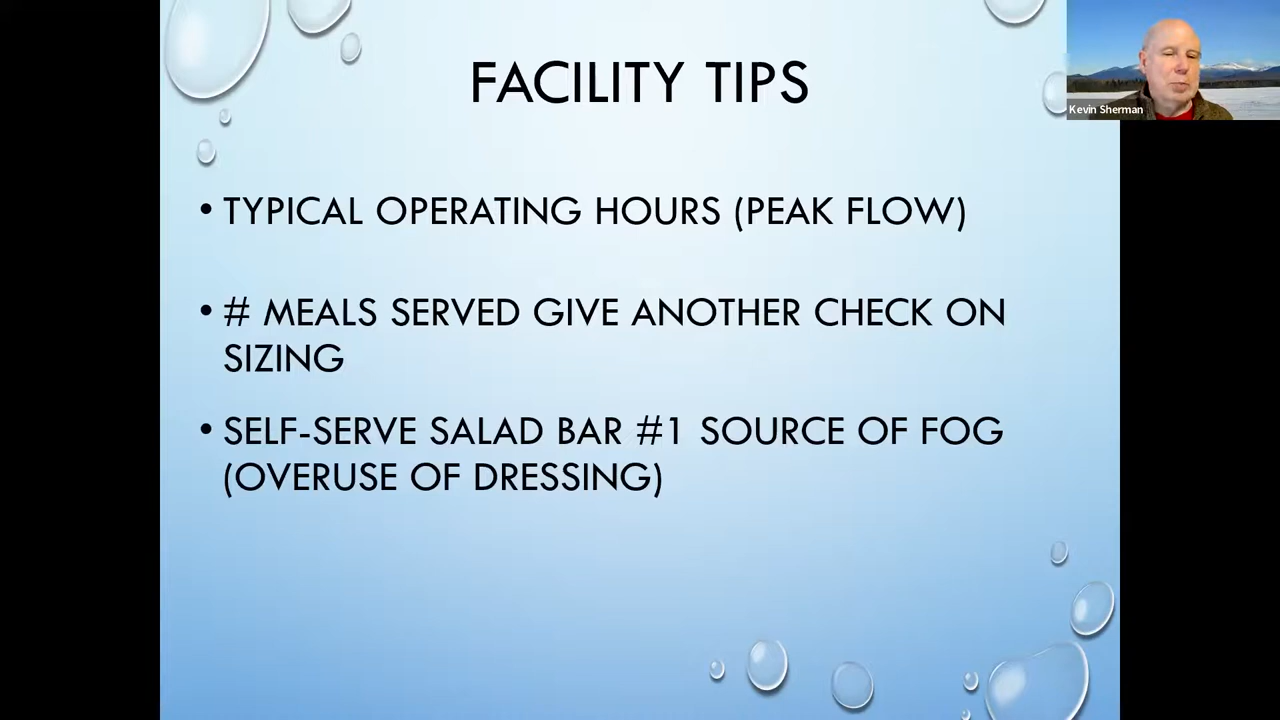 FACILITY TIPS
Kevin Sherman
• TYPICAL OPERATING HOURS (PEAK FLOW)
• # MEALS SERVED GIVE ANOTHER CHECK ON
SIZING
• SELF-SERVE SALAD BAR #1 SOURCE OF FOG
(OVERUSE OF DRESSING)